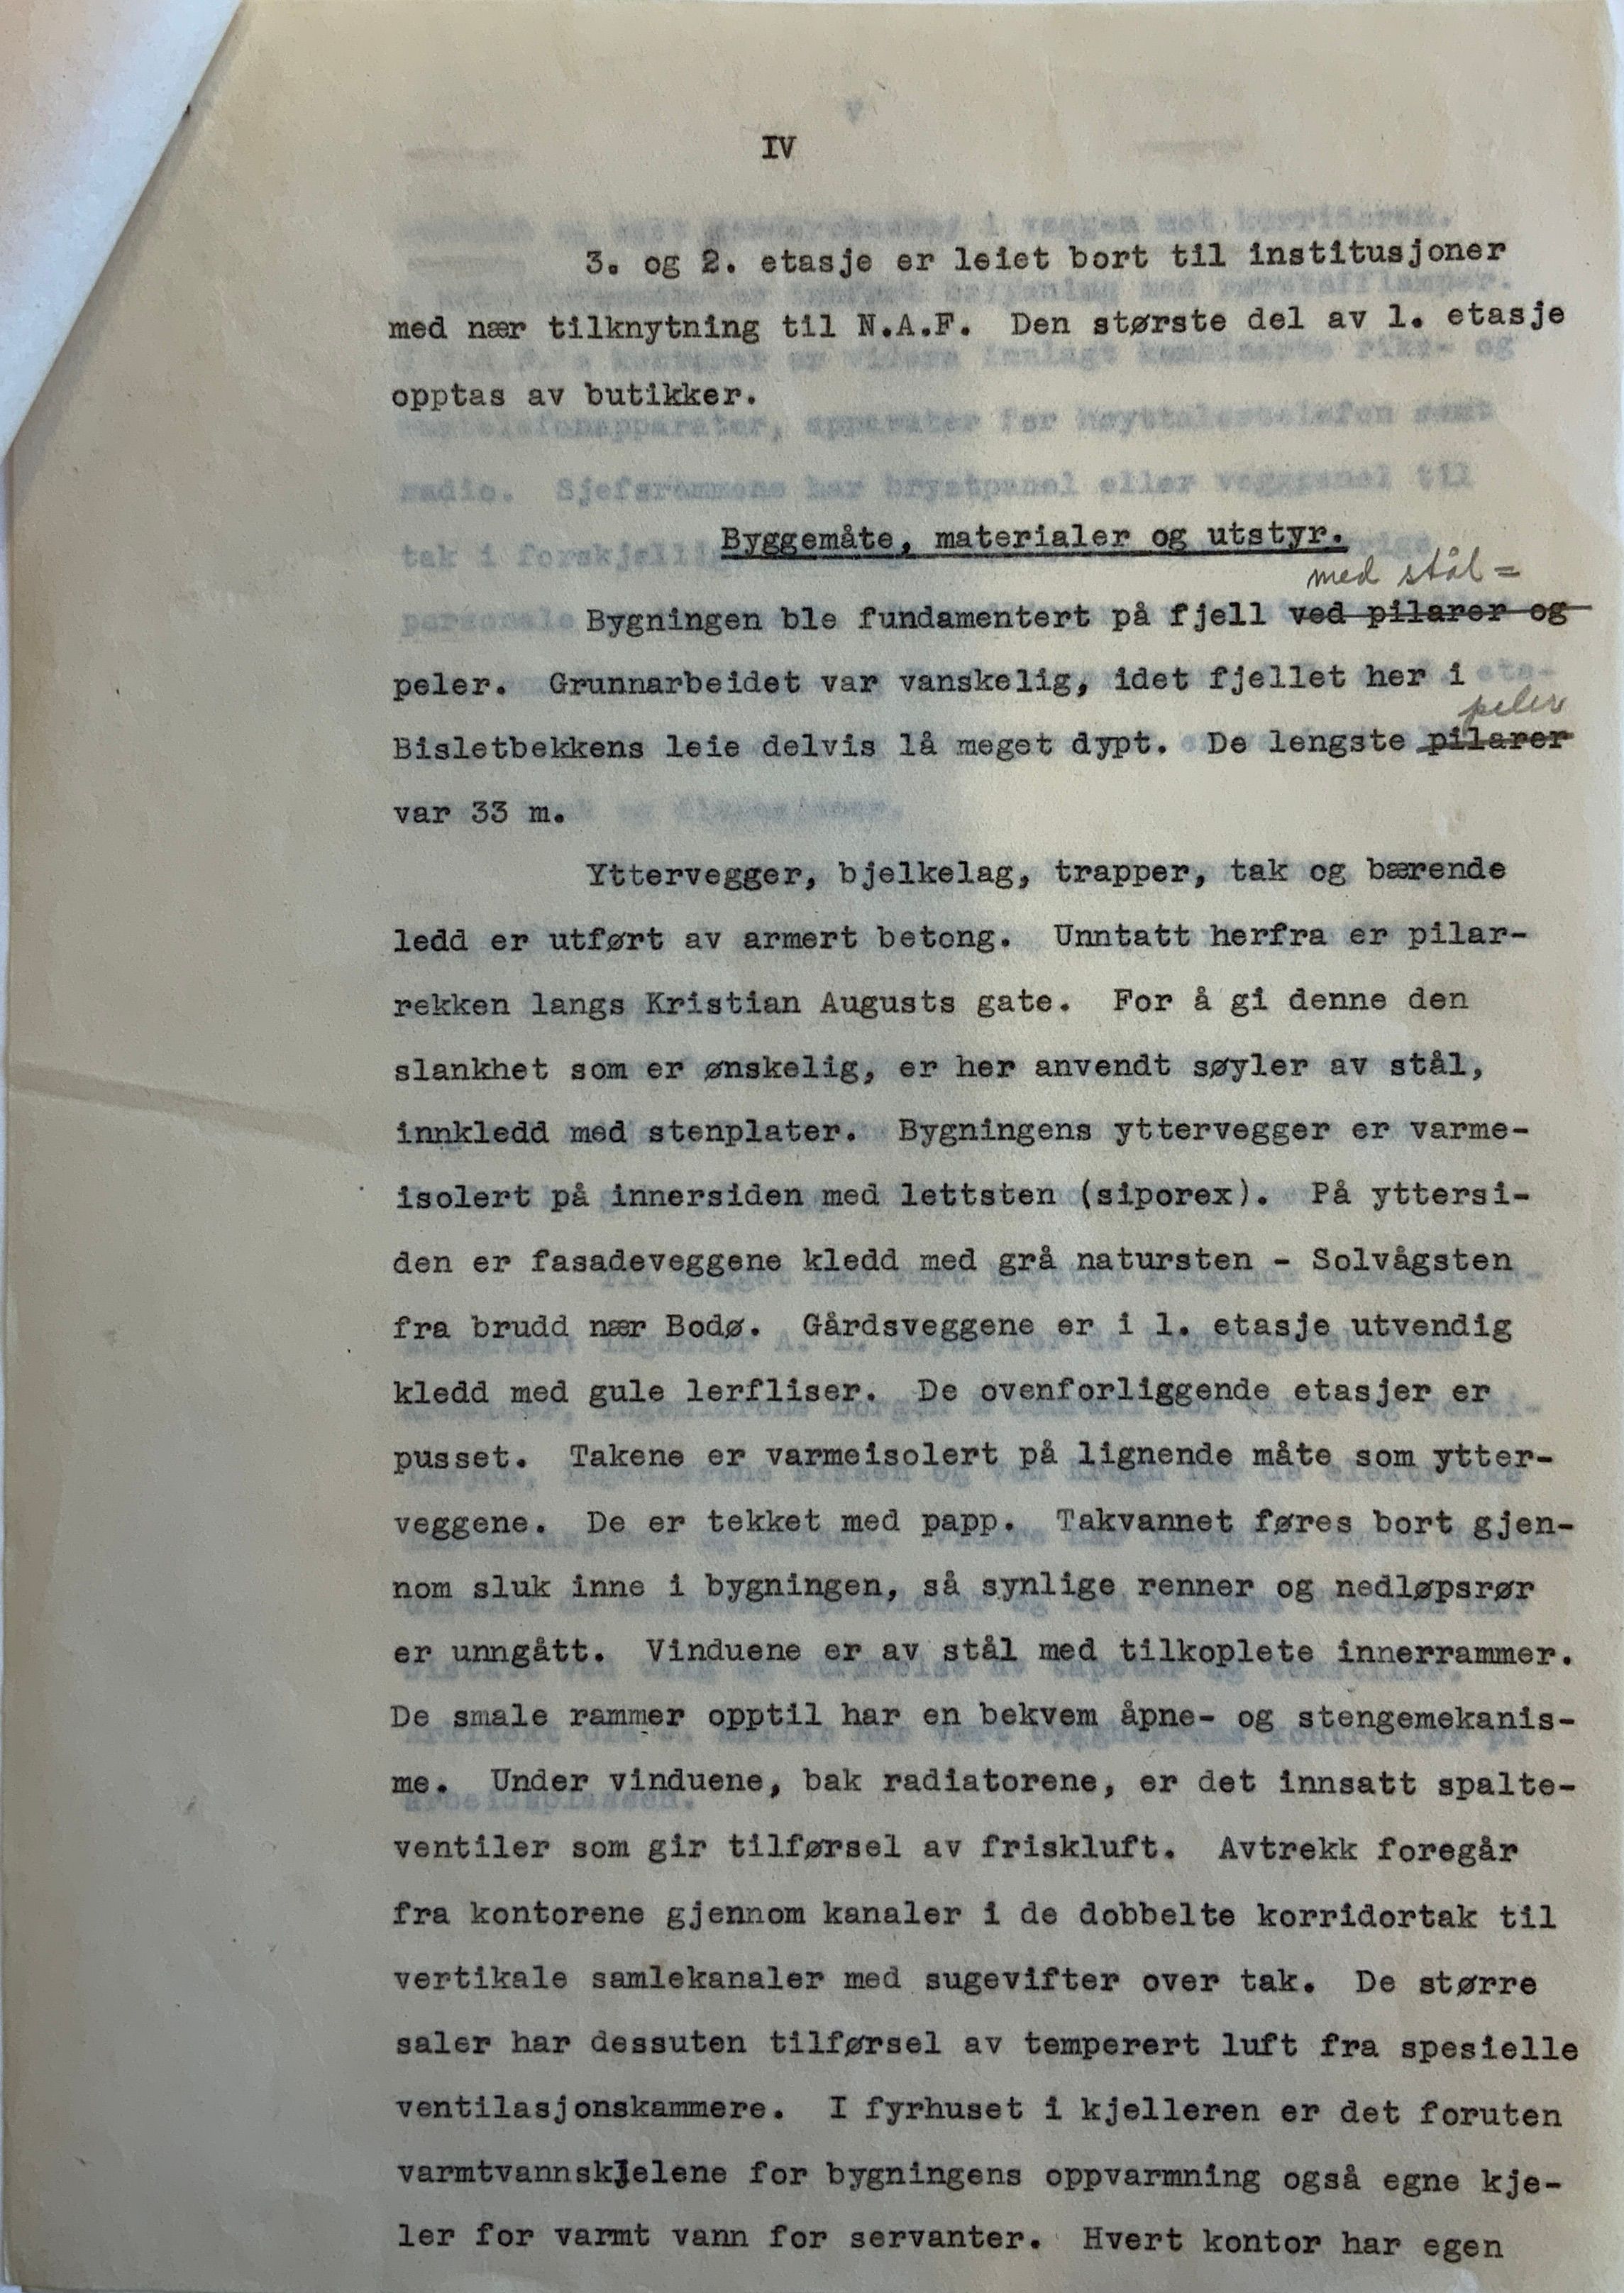 IV
3. og 2. etasje er leiet bort til institusjoner
med nær tilknytning til N.A.F. Den største del av 1. etasje
opptas av butikker.
Byggemåte, materialer og utstyr.
med stål=
Bygningen ble fundamentert på fjell ved pilarer og
peler. Grunnarbeidet var vanskelig, idet fjellet her i
peler
Bisletbekkens leie delvis lå meget dypt. De lengste pilarer
var 33 m.
Yttervegger, bjelkelag, trapper, tak og bærende
ledd er utført av armert betong. Unntatt herfra er pilar-
rekken langs Kristian Augusts gate. For å gi denne den
slankhet som er ønskelig, er her anvendt søyler av stål,
innkledd med stenplater. Bygningens yttervegger er varme-
isolert på innersiden med lettsten (siporex). På yttersi-
den er fasadeveggene kledd med grå natursten - Solvågsten
fra brudd nær Bodø. Gårdsveggene er i 1. etasje utvendig
kledd med gule lerfliser. De ovenforliggende etasjer er
pusset. Takene er varmeisolert på lignende måte som ytter-
veggene. De er tekket med papp. Takvannet føres bort gjen-
nom sluk inne i bygningen, så synlige renner og nedløpsrør
er unngått. Vinduene er av stål med tilkoplete innerrammer.
De smale rammer opptil har en bekvem åpne- og stengemekanis-
me. Under vinduene, bak radiatorene, er det innsatt spalte-
ventiler som gir tilførsel av friskluft. Avtrekk foregår
fra kontorene gjennom kanaler i de dobbelte korridortak til
vertikale samlekanaler med sugevifter over tak. De større
saler har dessuten tilførsel av temperert luft fra spesielle
ventilasjonskammere. I fyrhuset i kjelleren er det foruten
varmtvannskjelene for bygningens oppvarmning også egne kje-
ler for varmt vann for servanter. Hvert kontor har egen